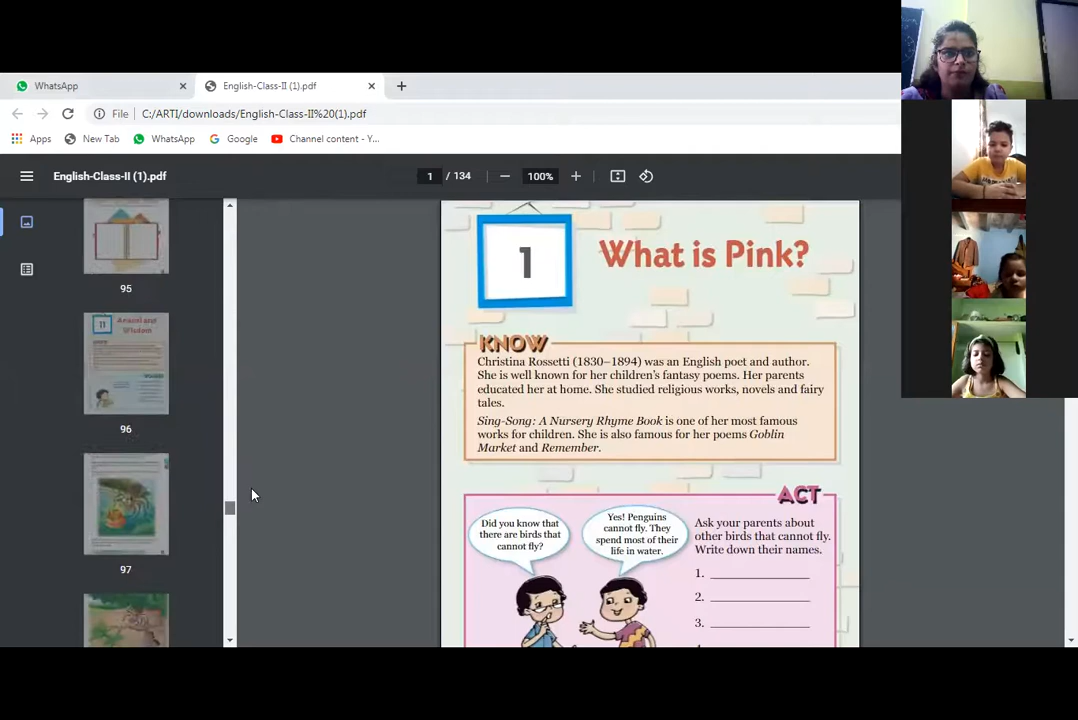 WhatsApp
English-Class-II (1).pdf
File C:/ARTI/downloads/English-Class-II%20(1).pdf
Apps New Tab WhatsApp Google Channel content - Y...
English-Class-II (1).pdf
1 / 134
100%
95
11
Animal and
Wisdom
96
97
1
What is Pink?
KNOW
Christina Rossetti (1830–1894) was an English poet and author.
She is well known for her children's fantasy poems. Her parents
educated her at home. She studied religious works, novels and fairy
tales.
Sing-Song: A Nursery Rhyme Book is one of her most famous
works for children. She is also famous for her poems Goblin
Market and Remember.
ACT
Did you know that
there are birds that
cannot fly?
Yes! Penguins
cannot fly. They
spend most of their
life in water.
Ask your parents about
other birds that cannot fly.
Write down their names.
1.
2.
3.